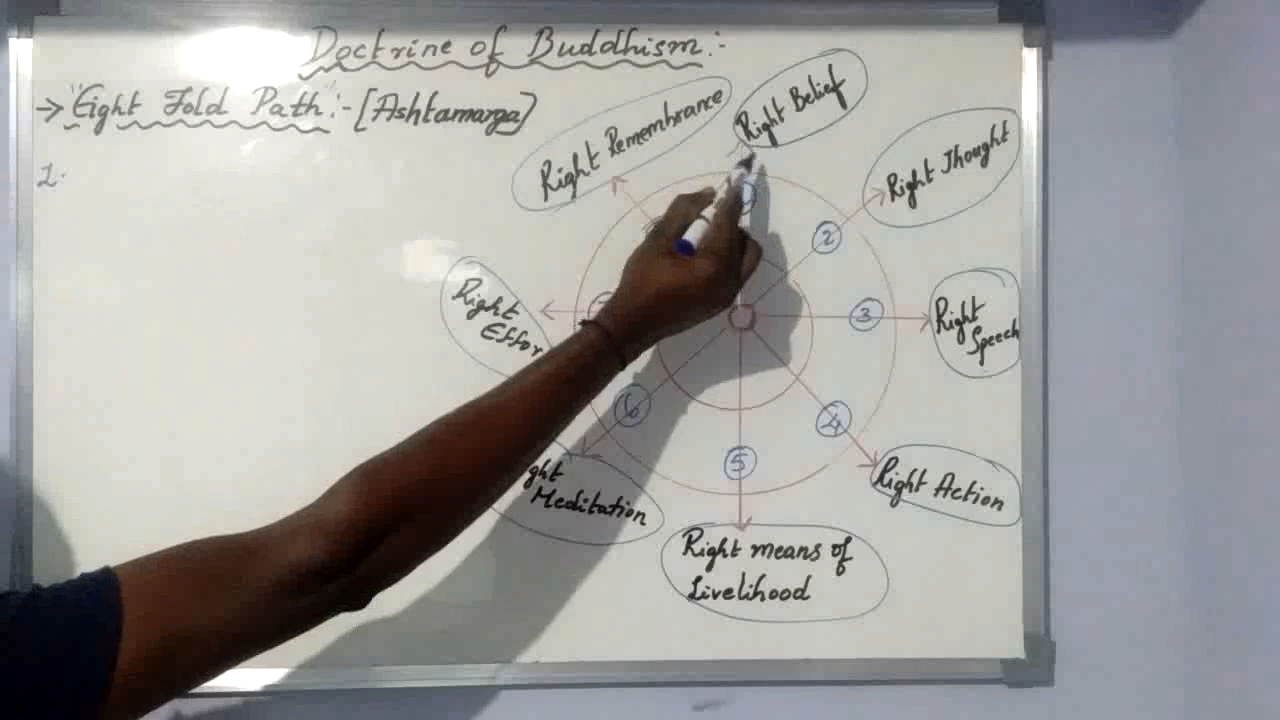 Doctrine of Buddhism:-
→ "Eight Fold Path":- [Ashtamarga]
1.
Right Belief
Right Thought
Right
Speech
Right Action
Right means of
Livelihood
ght
Meditation
Right
Effor
Right Remembrance
2
3
4
5
6